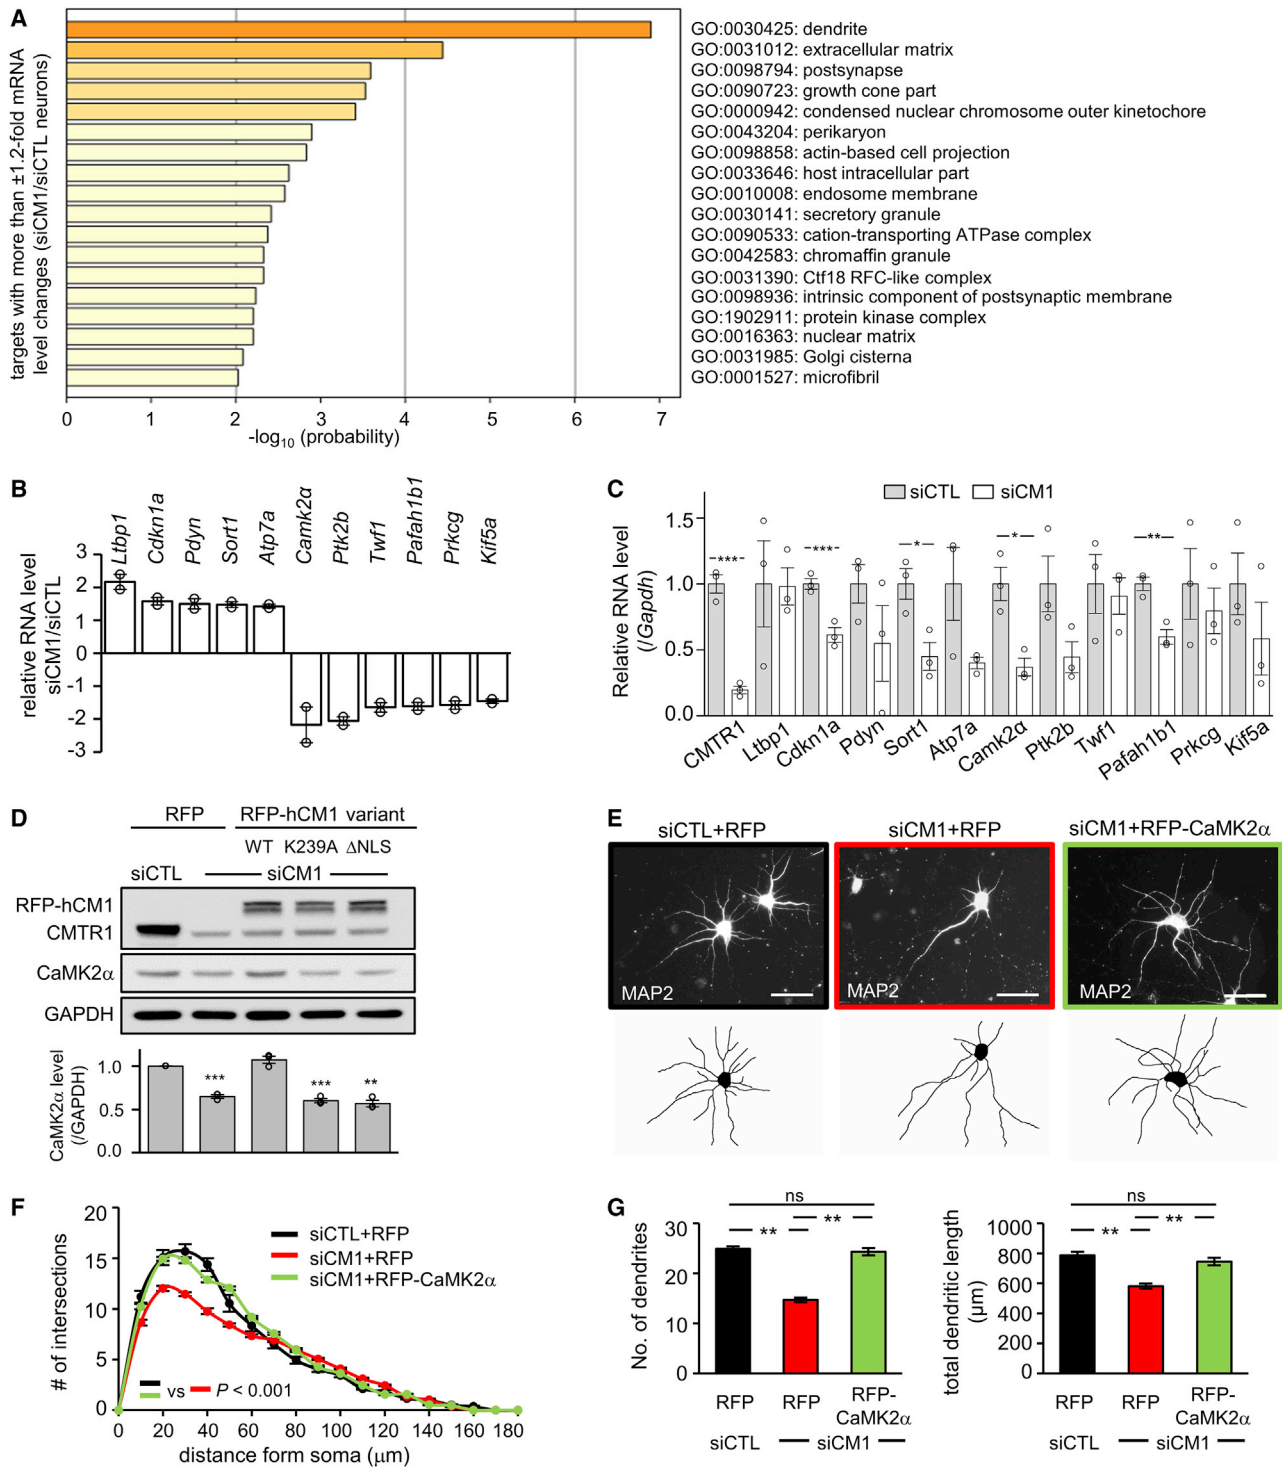 A
targets with more than ±1.2-fold mRNA
level changes (siCM1/siCTL neurons)
GO:0030425: dendrite
GO:0031012: extracellular matrix
GO:0098794: postsynapse
GO:0090723: growth cone part
GO:0000942: condensed nuclear chromosome outer kinetochore
GO:0043204: perikaryon
GO:0098858: actin-based cell projection
GO:0033646: host intracellular part
GO:0010008: endosome membrane
GO:0030141: secretory granule
GO:0090533: cation-transporting ATPase complex
GO:0042583: chromaffin granule
GO:0031390: Ctf18 RFC-like complex
GO:0098936: intrinsic component of postsynaptic membrane
GO:1902911: protein kinase complex
GO:0016363: nuclear matrix
GO:0031985: Golgi cisterna
GO:0001527: microfibril
0 1 2 3 4 5 6 7
-log10 (probability)
B
Ltbp1 Cdkn1a Pdyn Sort1 Atp7a Camk2α Ptk2b Twf1 Pafah1b1 Prkcg Kif5a
relative RNA level
siCM1/siCTL
3
2
1
0
-1
-2
-3
C
siCTL siCM1
Relative RNA level
(/Gapdh)
1.5
1.0
0.5
0.0
*** *** * * **
CMTR1 Ltbp1 Cdkn1a Pdyn Sort1 Atp7a Camk2α Ptk2b Twf1 Pafah1b1 Prkcg Kif5a
D
RFP RFP-hCM1 variant
WT K239A ΔNLS
siCTL siCM1
RFP-hCM1
CMTR1
CaMK2α
GAPDH
CaMK2α level
(/GAPDH)
1.0
0.5
0.0
*** *** **
E
siCTL+RFP siCM1+RFP siCM1+RFP-CaMK2α
MAP2 MAP2 MAP2
F
# of intersections
20
15
10
5
0
siCTL+RFP
siCM1+RFP
siCM1+RFP-CaMK2α
vs P < 0.001
0 20 40 60 80 100 120 140 160 180
distance form soma (μm)
G
No. of dendrites
30
20
10
0
ns
** **
RFP RFP RFP-
CaMK2α
siCTL siCM1
total dendritic length
(μm)
1000
800
600
400
200
0
ns
** **
RFP RFP RFP-
CaMK2α
siCTL siCM1